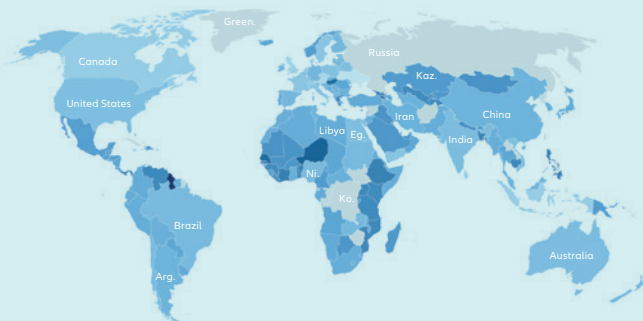 Green.
Russia
Canada
Kaz.
United States
Iran
China
Libya
Eg.
India
Ni.
Ko.
Brazil
Australia
Arg.